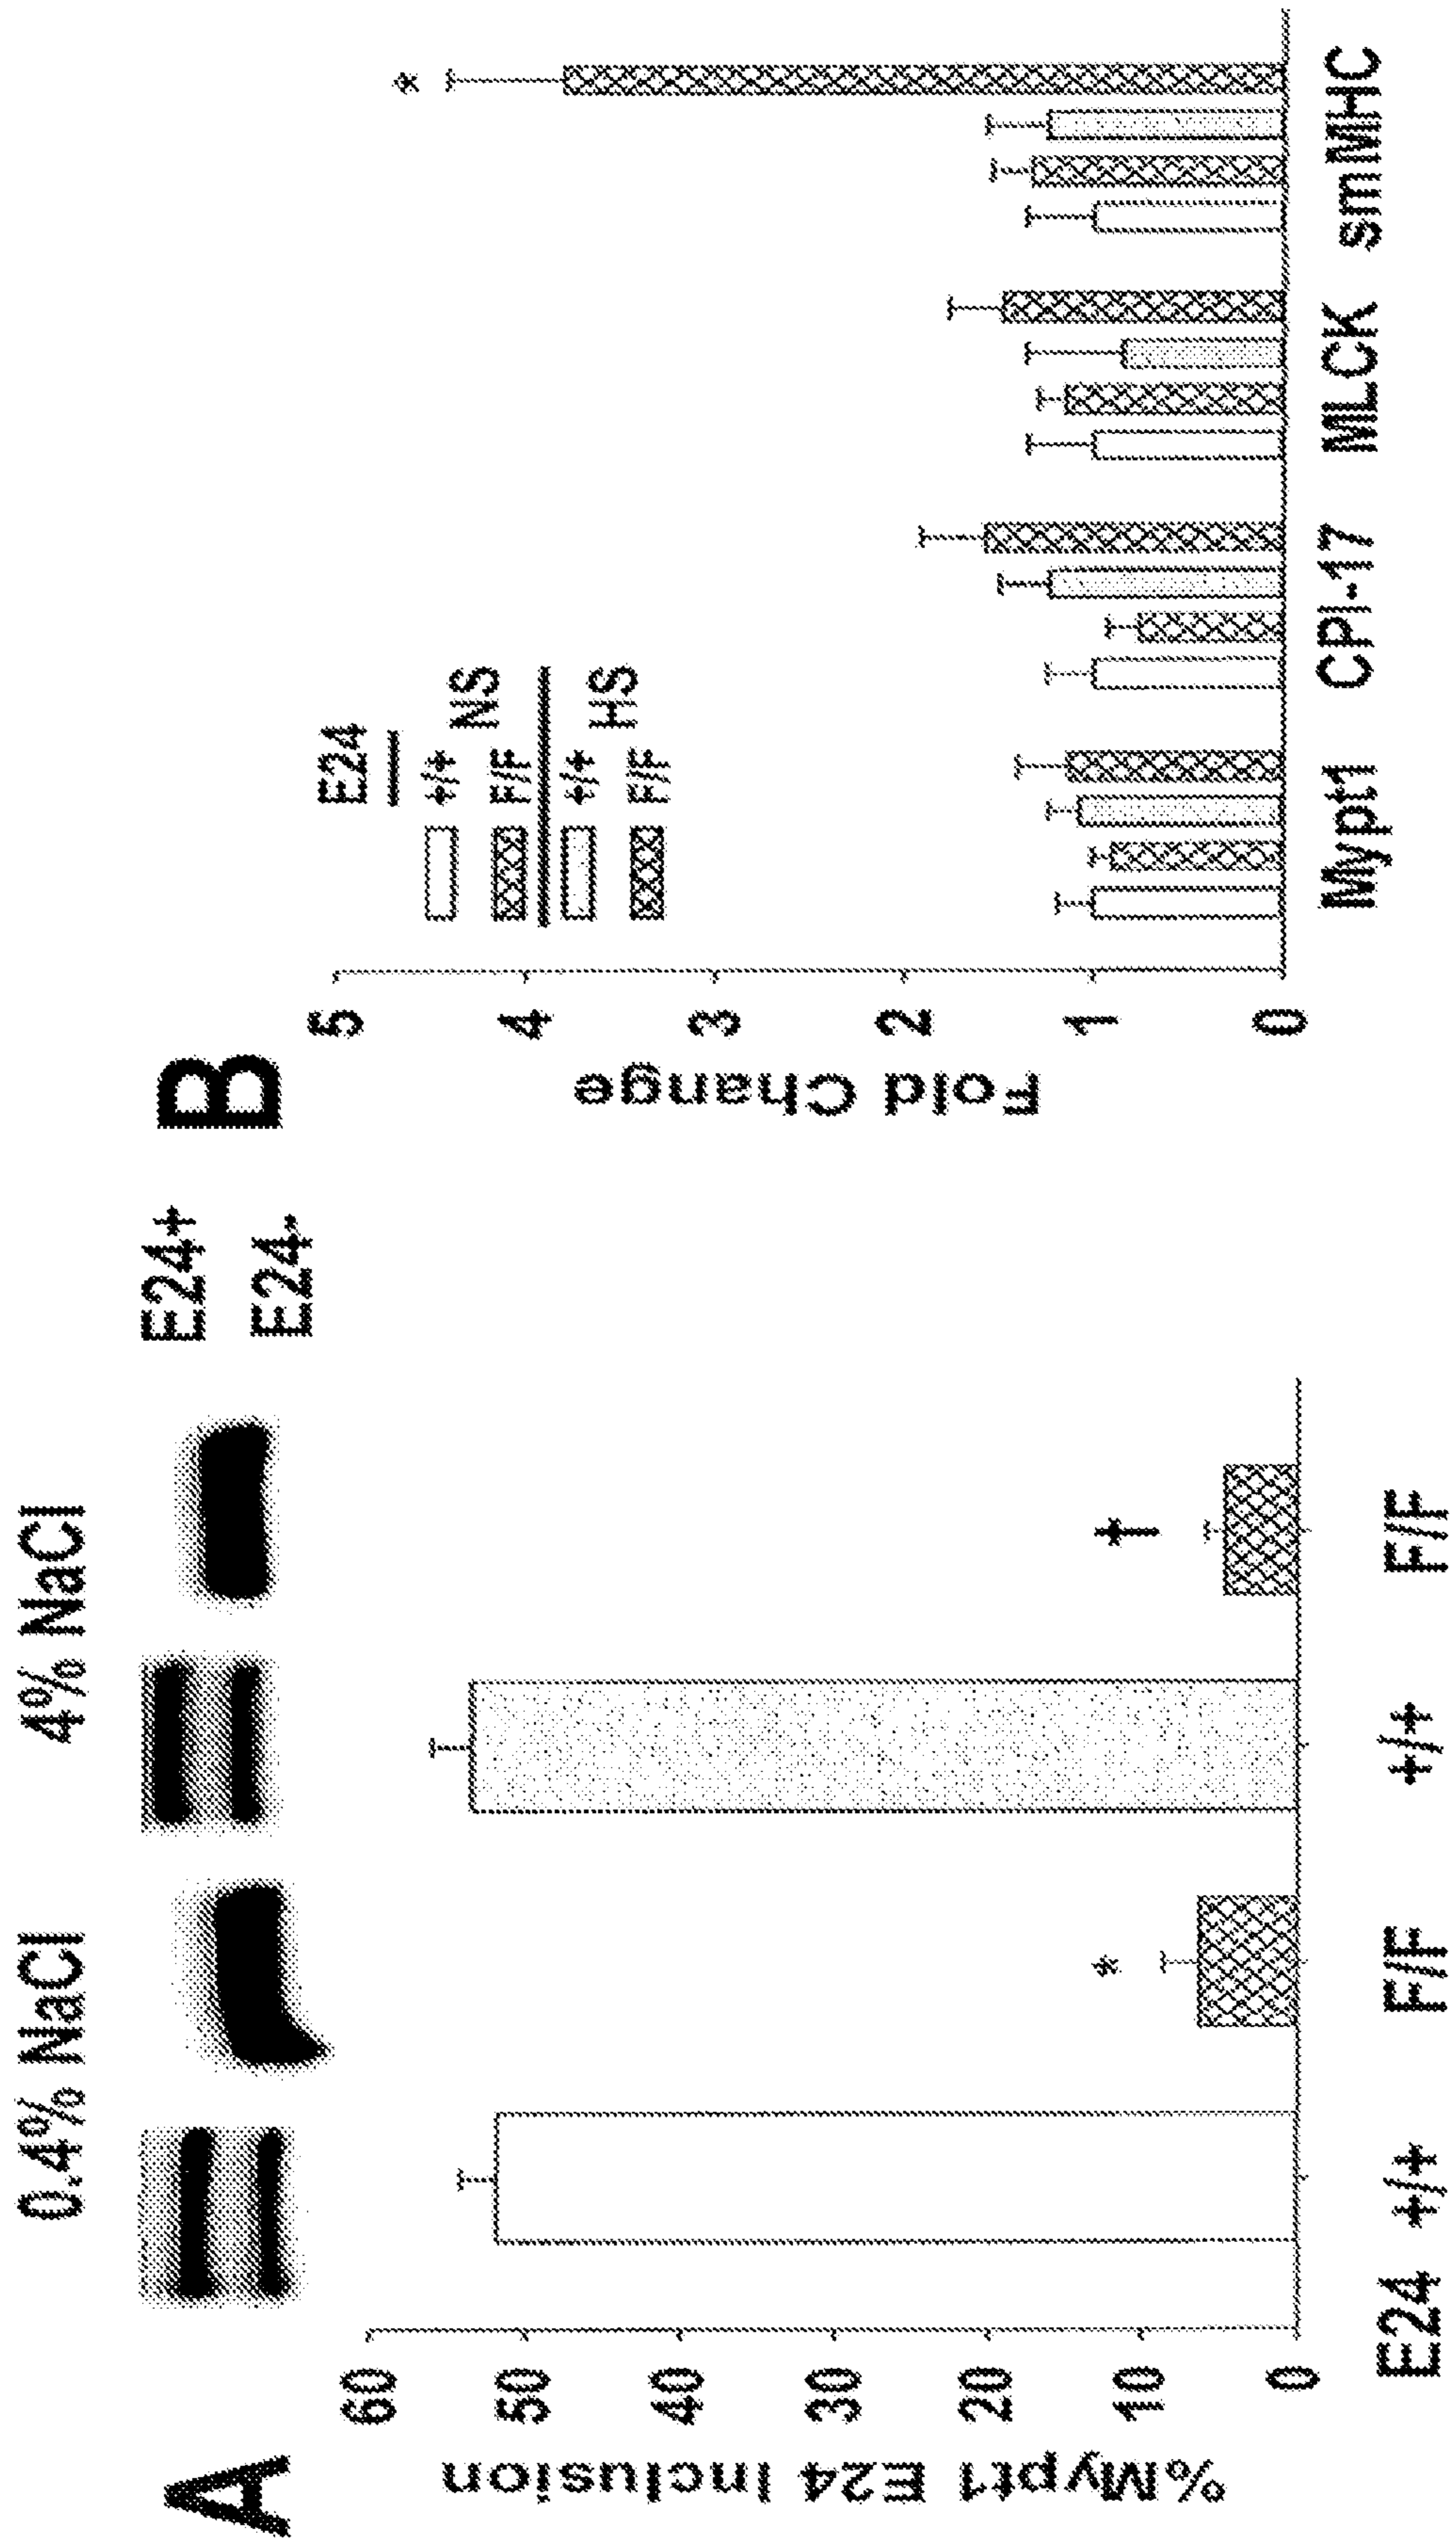 A
0.4% NaCl 4% NaCl
E24+
E24-
%Mypt1 E24 Inclusion
60
50
40
30
20
10
0
*
†
E24 +/+ F/F +/+ F/F
B
Fold Change
5
4
3
2
1
0
E24
+/+ NS
F/F
+/+ HS
F/F
*
Mypt1 CPI-17 MLCK smMHC